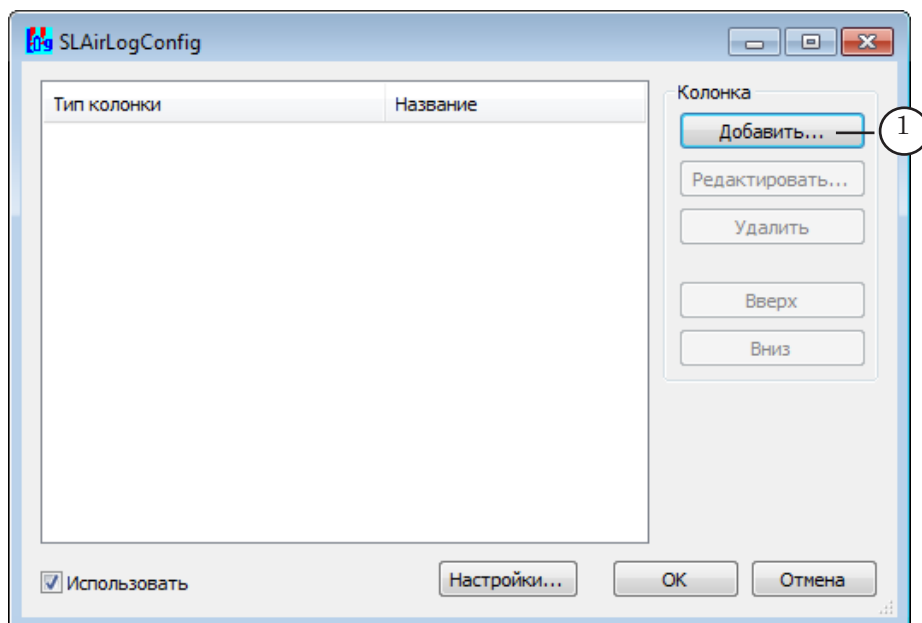 SLAirLogConfig
Тип колонки Название
Колонка
Добавить...
1
Редактировать...
Удалить
Вверх
Вниз
Использовать
Настройки...
OK
Отмена